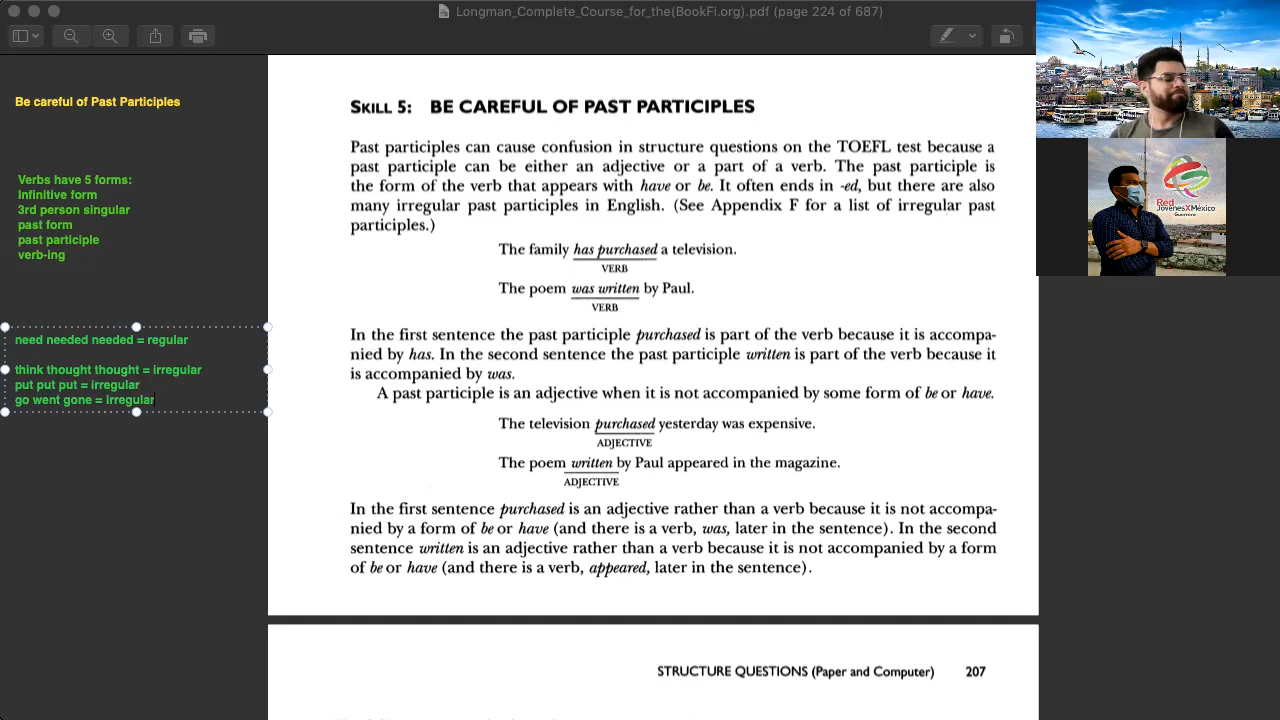 Longman_Complete_Course_for_the(BookFi.org).pdf (page 224 of 687)
Be careful of Past Participles
Verbs have 5 forms:
Infinitive form
3rd person singular
past form
past participle
verb-ing
need needed needed = regular
think thought thought = irregular
put put put = irregular
go went gone = irregular
SKILL 5: BE CAREFUL OF PAST PARTICIPLES
Past participles can cause confusion in structure questions on the TOEFL test because a
past participle can be either an adjective or a part of a verb. The past participle is
the form of the verb that appears with have or be. It often ends in -ed, but there are also
many irregular past participles in English. (See Appendix F for a list of irregular past
participles.)
The family has purchased a television.
VERB
The poem was written by Paul.
VERB
In the first sentence the past participle purchased is part of the verb because it is accompa-
nied by has. In the second sentence the past participle written is part of the verb because it
is accompanied by was.
A past participle is an adjective when it is not accompanied by some form of be or have.
The television purchased yesterday was expensive.
ADJECTIVE
The poem written by Paul appeared in the magazine.
ADJECTIVE
In the first sentence purchased is an adjective rather than a verb because it is not accompa-
nied by a form of be or have (and there is a verb, was, later in the sentence). In the second
sentence written is an adjective rather than a verb because it is not accompanied by a form
of be or have (and there is a verb, appeared, later in the sentence).
STRUCTURE QUESTIONS (Paper and Computer) 207
Red
JóvenesXMéxico
Guerrero